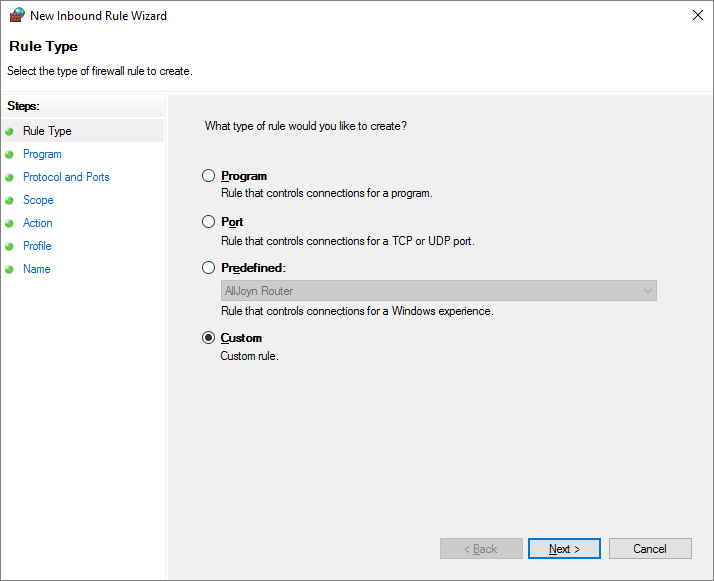 New Inbound Rule Wizard
Rule Type
Select the type of firewall rule to create.
Steps:
Rule Type
Program
Protocol and Ports
Scope
Action
Profile
Name
What type of rule would you like to create?
Program
Rule that controls connections for a program.
Port
Rule that controls connections for a TCP or UDP port.
Predefined:
AllJoyn Router
Rule that controls connections for a Windows experience.
Custom
Custom rule.
< Back
Next >
Cancel